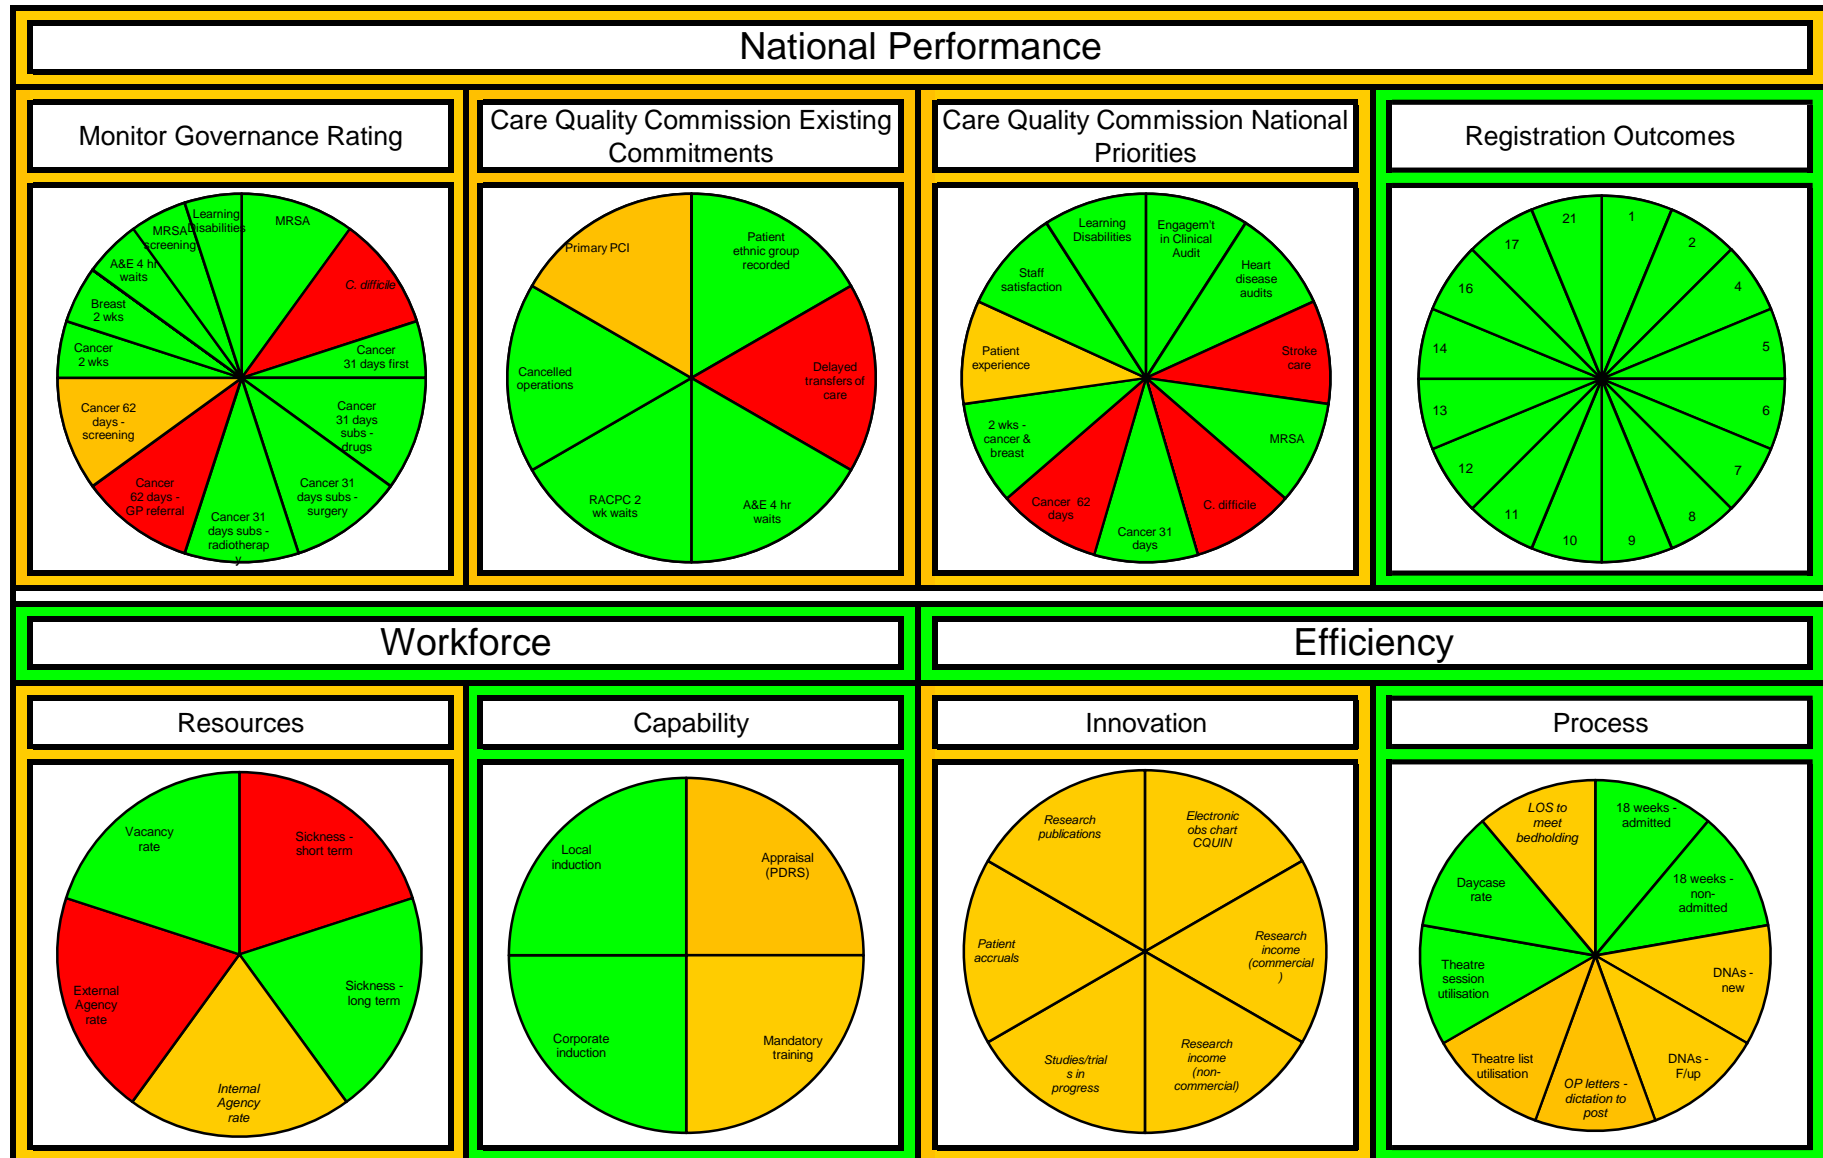 National Performance
Monitor Governance Rating
Care Quality Commission Existing
Commitments
Care Quality Commission National
Priorities
Registration Outcomes
MRSA
C. difficile
Cancer
31 days first
Cancer
31 days
subs -
drugs
Cancer 31
days subs -
surgery
Cancer 31
days subs -
radiotherap
y
Cancer
62 days -
GP referral
Cancer 62
days -
screening
Cancer
2 wks
Breast
2 wks
A&E 4 hr
waits
MRSA
screening
Learning
Disabilities
Patient
ethnic group
recorded
Delayed
transfers of
care
A&E 4 hr
waits
RACPC 2
wk waits
Cancelled
operations
Primary PCI
Engagem't
in Clinical
Audit
Heart
disease
audits
Stroke
care
MRSA
C. difficile
Cancer 31
days
Cancer 62
days
2 wks -
cancer &
breast
Patient
experience
Staff
satisfaction
Learning
Disabilities
1
2
4
5
6
7
8
9
10
11
12
13
14
16
17
21
Workforce
Efficiency
Resources
Capability
Innovation
Process
Sickness -
short term
Sickness -
long term
Internal
Agency
rate
External
Agency
rate
Vacancy
rate
Appraisal
(PDRS)
Mandatory
training
Corporate
induction
Local
induction
Electronic
obs chart
CQUIN
Research
income
(commercial
)
Research
income
(non-
commercial)
Studies/trial
s in
progress
Patient
accruals
Research
publications
18 weeks -
admitted
18 weeks -
non-
admitted
DNAs -
new
DNAs -
F/up
OP letters -
dictation to
post
Theatre list
utilisation
Theatre
session
utilisation
Daycase
rate
LOS to
meet
bedholding